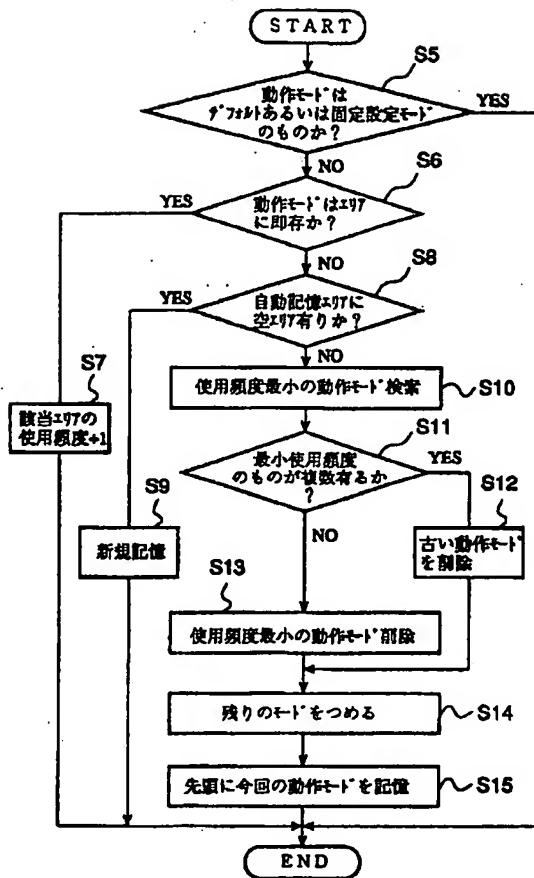 START
S5
動作モードは
デフォルトあるいは固定設定モード
のものか？
YES
NO
S6
YES
動作モードはエリア
に即存か？
NO
S8
YES
自動記憶エリアに
空エリア有りか？
NO
S7
該当エリアの
使用頻度+1
使用頻度最小の動作モード検索
S10
S11
最小使用頻度
のものが複数有るか
？
YES
S9
新規記憶
NO
S12
古い動作モード
を削除
S13
使用頻度最小の動作モード削除
残りのモードをつめる
S14
先頭に今回の動作モードを記憶
S15
END